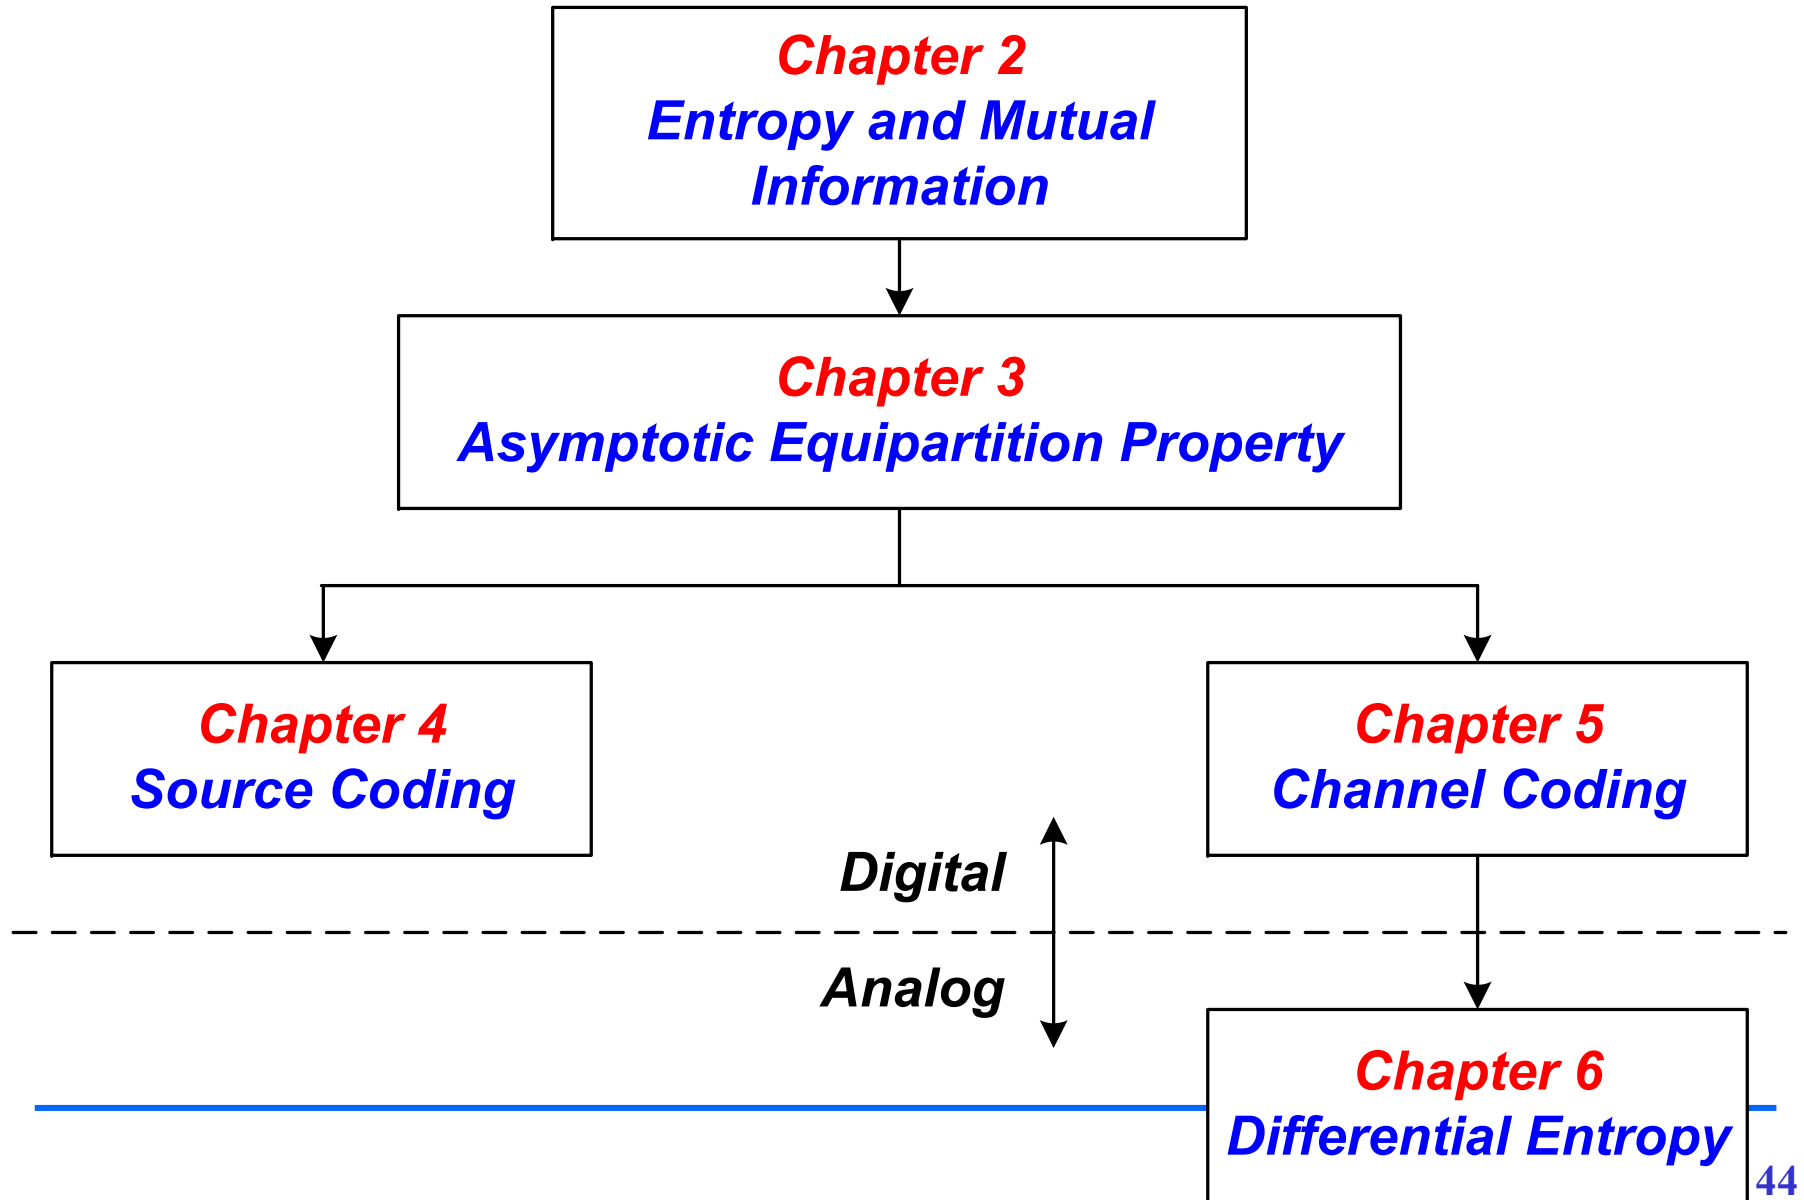 Chapter 2
Entropy and Mutual
Information
Chapter 3
Asymptotic Equipartition Property
Chapter 4
Source Coding
Chapter 5
Channel Coding
Digital
Analog
Chapter 6
Differential Entropy
44